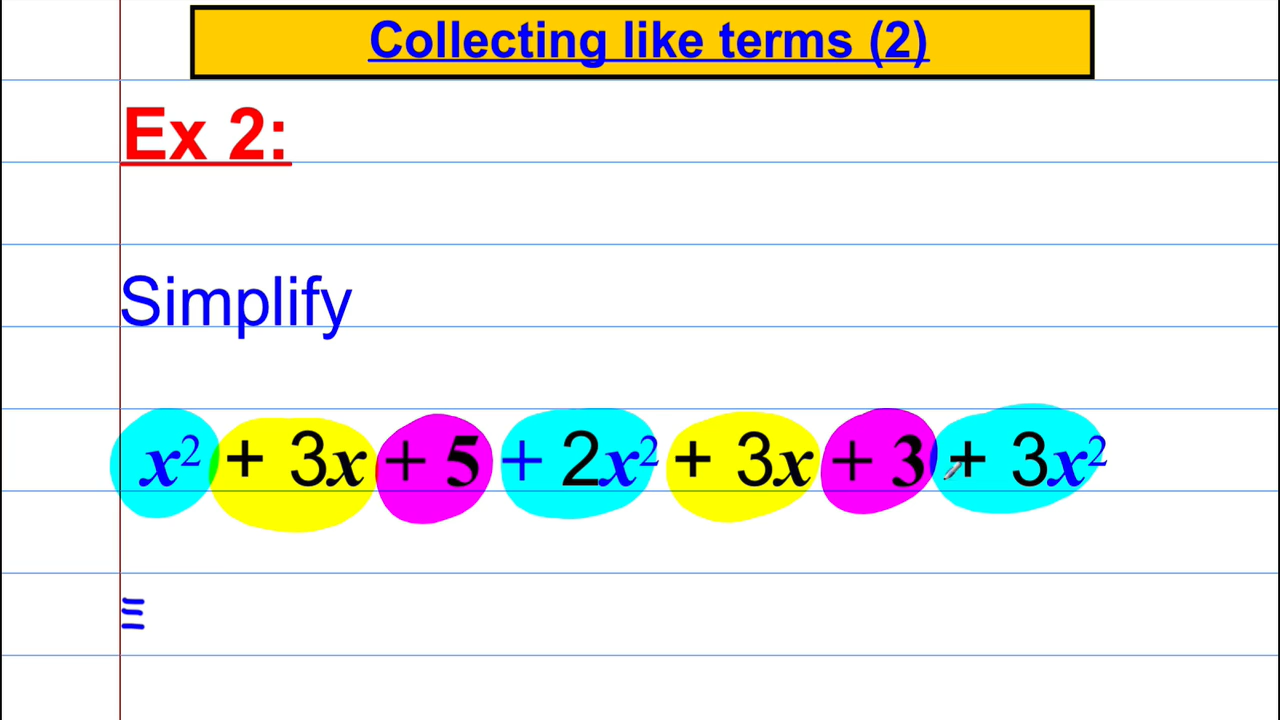 Collecting like terms (2)
Ex 2:
Simplify
x² + 3x + 5 + 2x² + 3x + 3 + 3x²
≡